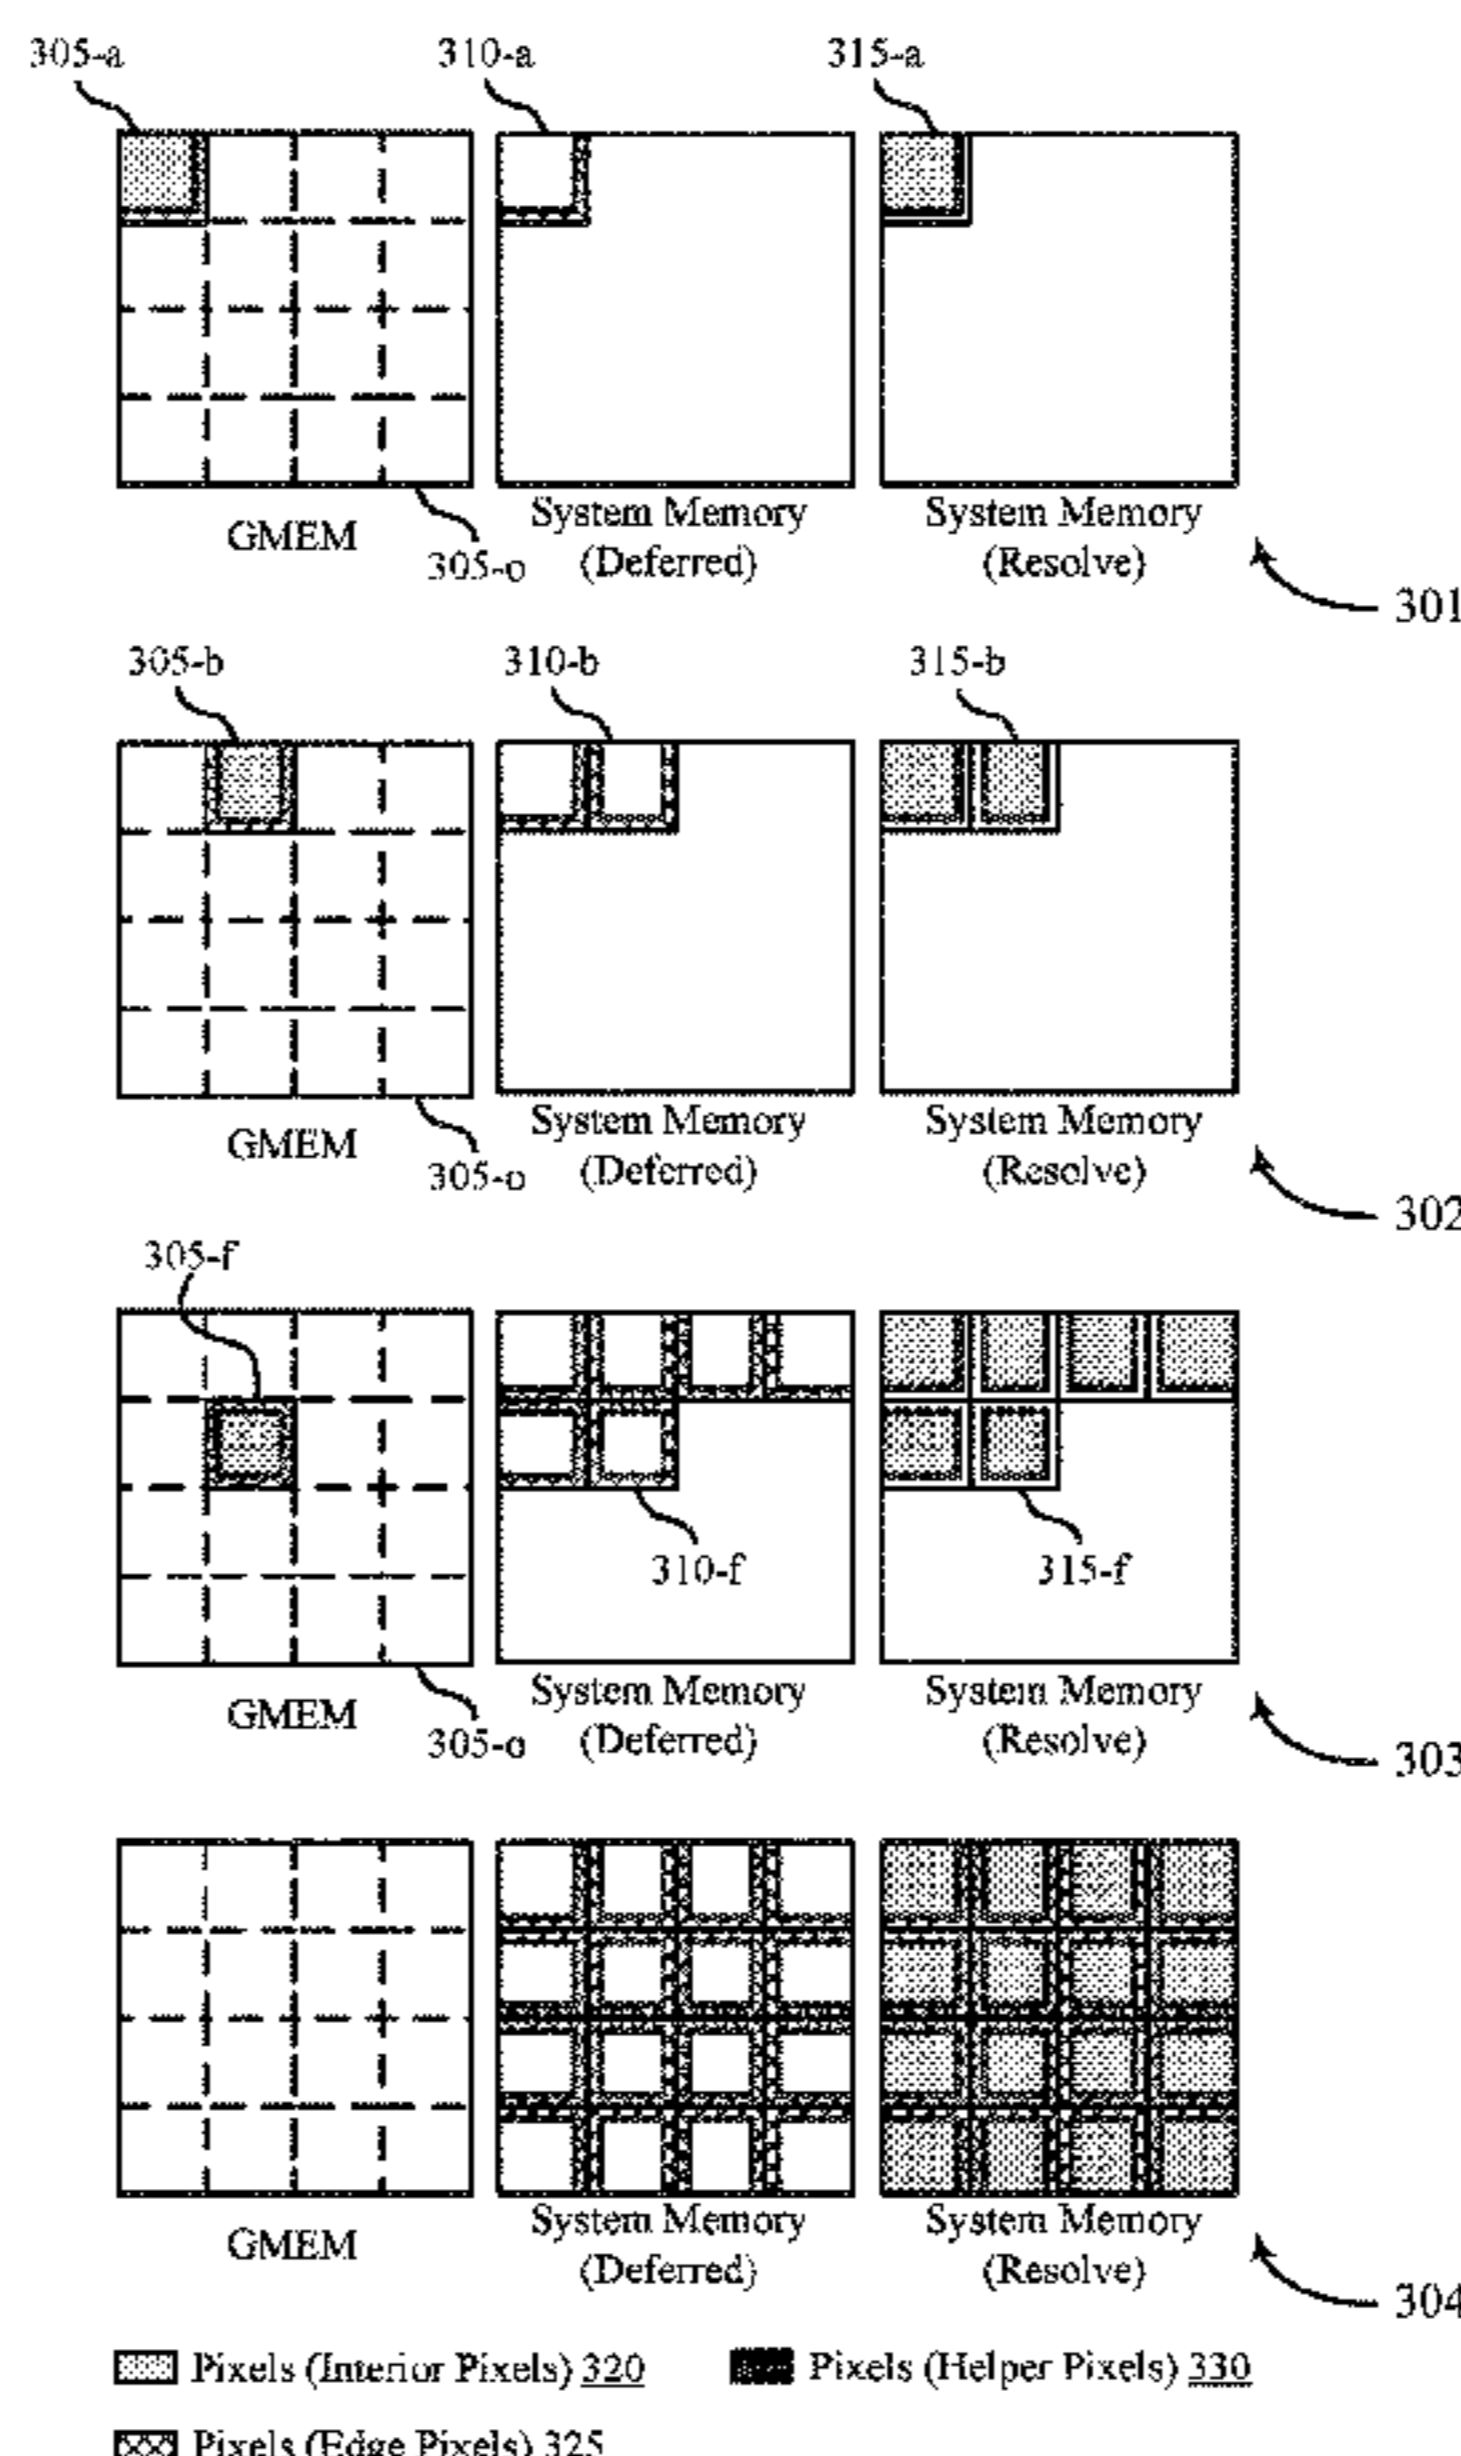 305-a 310-a 315-a
GMEM
305-o
System Memory
(Deferred)
System Memory
(Resolve)
301
305-b 310-b 315-b
GMEM
305-o
System Memory
(Deferred)
System Memory
(Resolve)
302
305-f
310-f 315-f
GMEM
305-o
System Memory
(Deferred)
System Memory
(Resolve)
303
GMEM
System Memory
(Deferred)
System Memory
(Resolve)
304
Pixels (Interior Pixels) 320
Pixels (Helper Pixels) 330
Pixels (Edge Pixels) 325